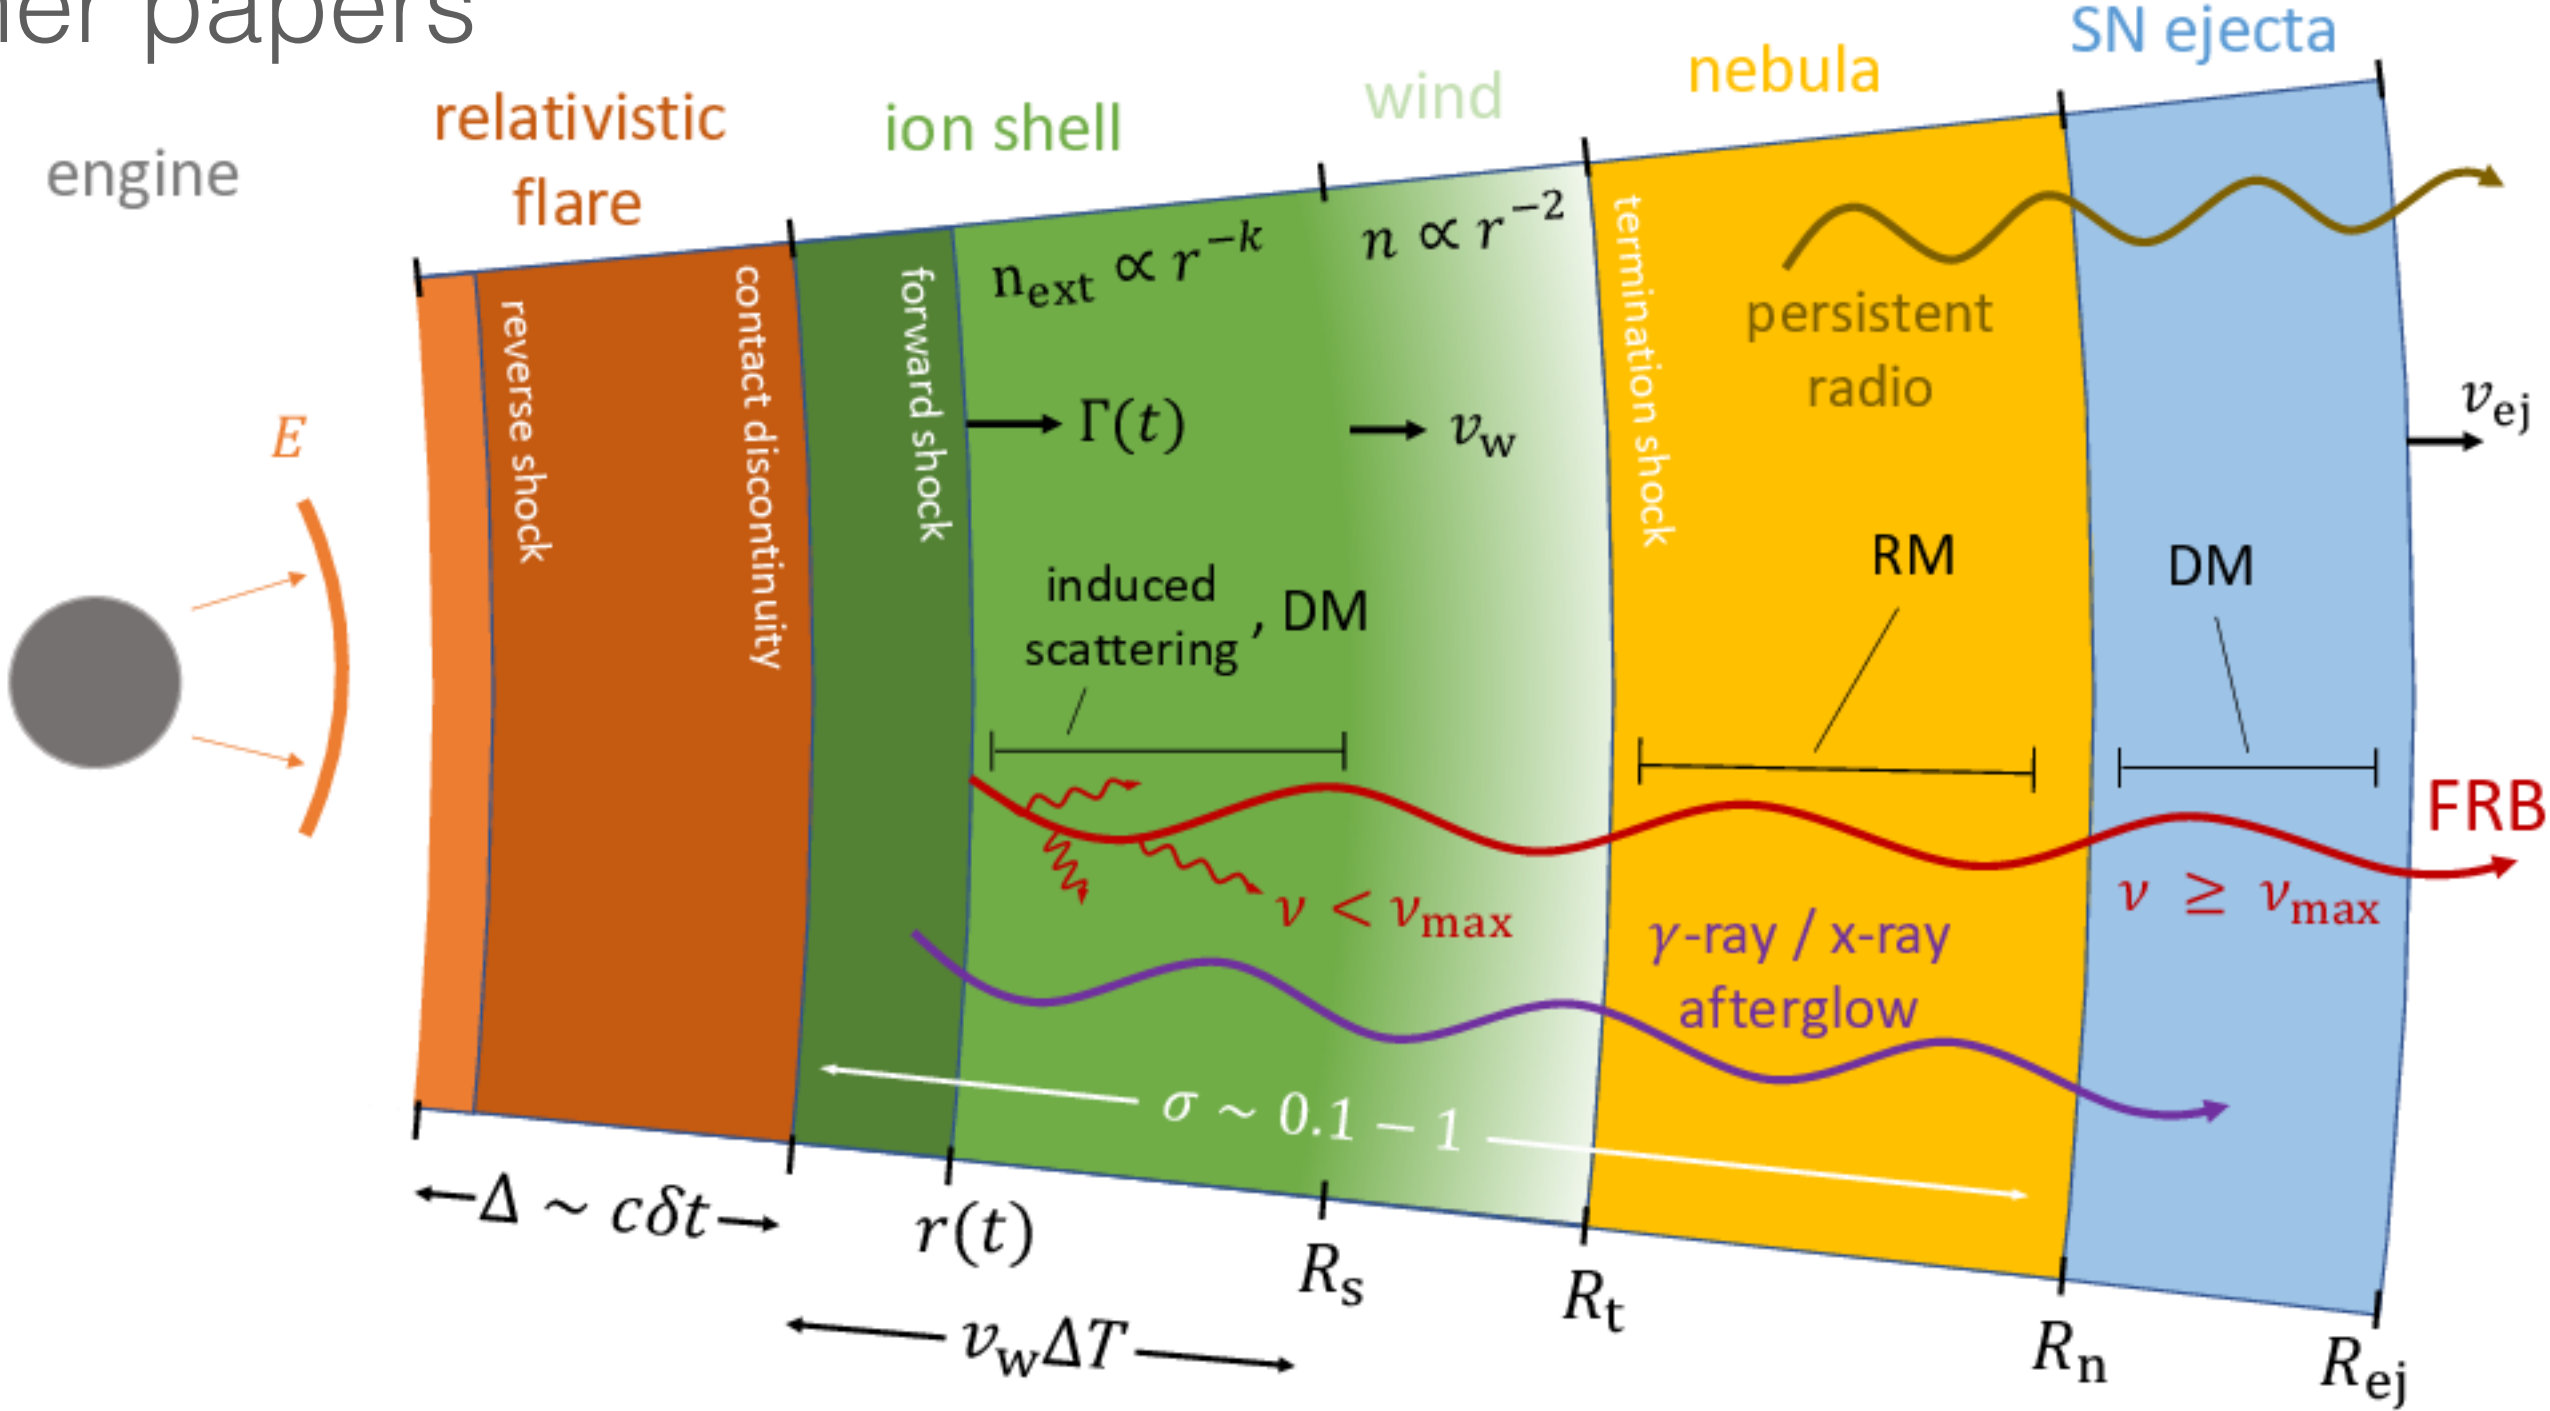 ner papers
engine
relativistic
flare
ion shell
wind
nebula
SN ejecta
E
reverse shock
contact discontinuity
forward shock
n_ext ∝ r^−k
n ∝ r^−2
termination shock
persistent
radio
Γ(t)
v_w
v_ej
induced
scattering , DM
RM
DM
FRB
ν < ν_max
ν ≥ ν_max
γ-ray / x-ray
afterglow
σ ~ 0.1 − 1
Δ ~ cδt
r(t)
R_s
R_t
R_n
R_ej
v_wΔT